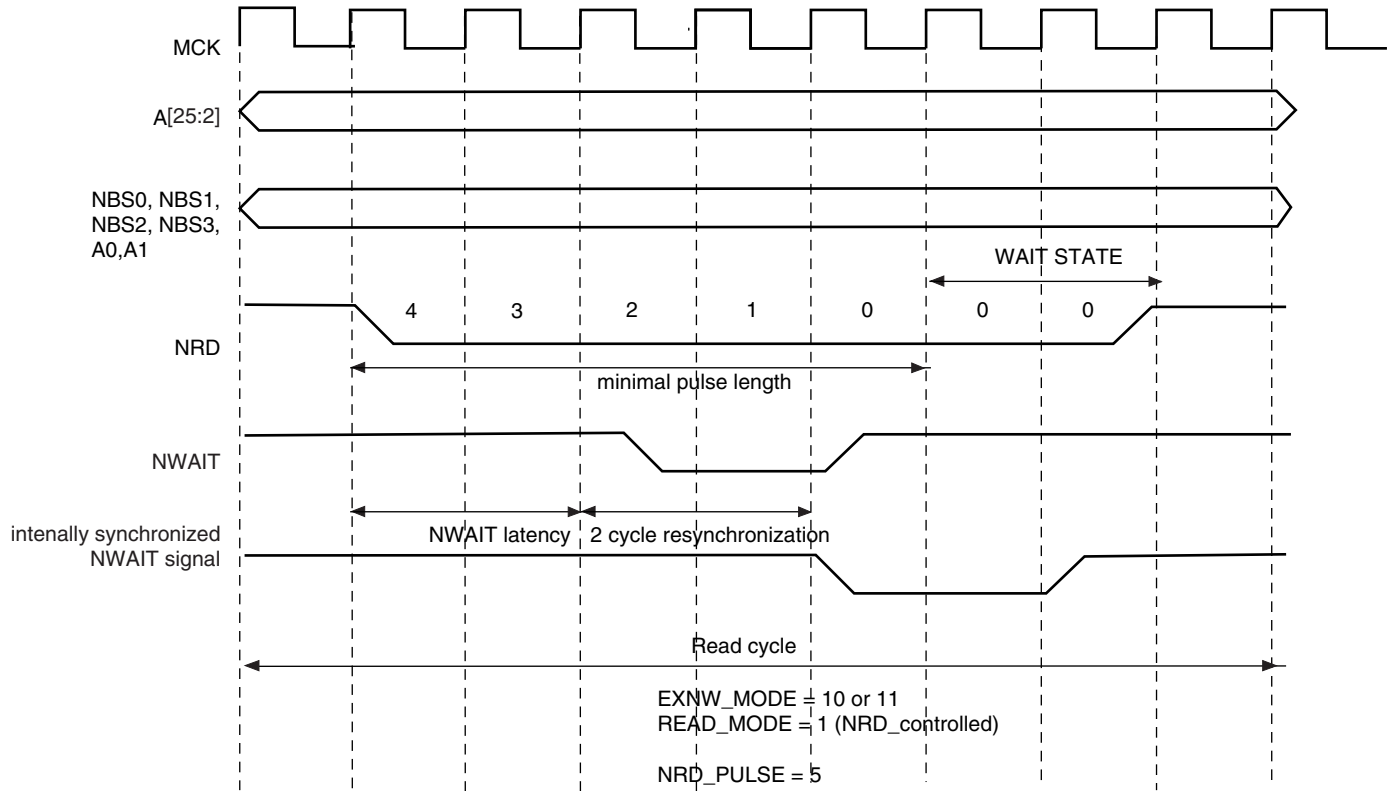 MCK
A[25:2]
NBS0, NBS1,
NBS2, NBS3,
A0,A1
WAIT STATE
4 3 2 1 0 0 0
NRD
minimal pulse length
NWAIT
NWAIT latency 2 cycle resynchronization
intenally synchronized
NWAIT signal
Read cycle
EXNW_MODE = 10 or 11
READ_MODE = 1 (NRD_controlled)
NRD_PULSE = 5